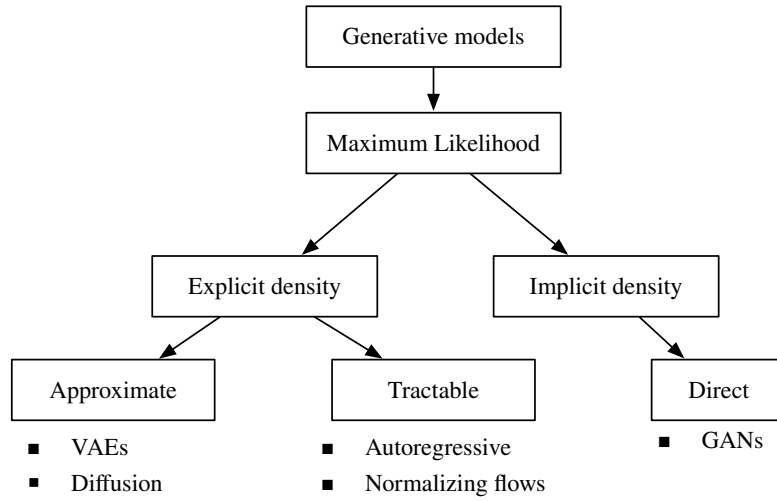 Generative models
Maximum Likelihood
Explicit density
Implicit density
Approximate
Tractable
Direct
■ VAEs
■ Diffusion
■ Autoregressive
■ Normalizing flows
■ GANs